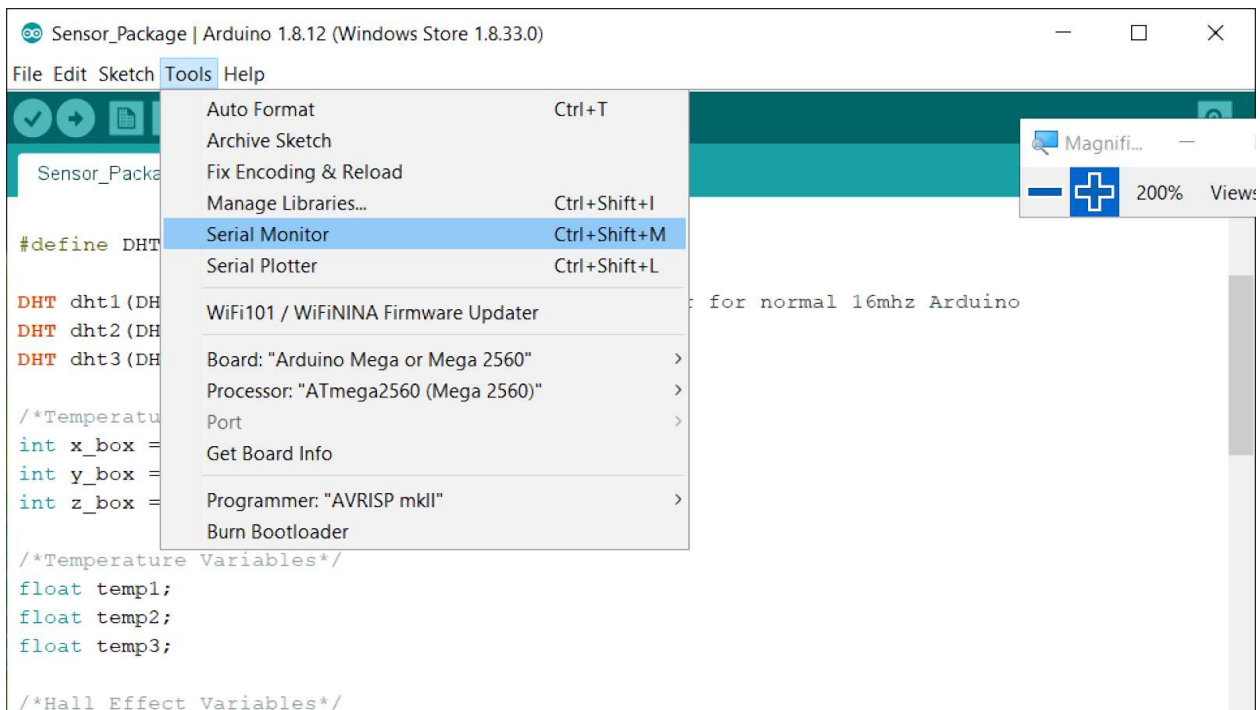 Sensor_Package | Arduino 1.8.12 (Windows Store 1.8.33.0)
File Edit Sketch Tools Help
Auto Format Ctrl+T
Archive Sketch
Fix Encoding & Reload
Manage Libraries... Ctrl+Shift+I
Serial Monitor Ctrl+Shift+M
Serial Plotter Ctrl+Shift+L
WiFi101 / WiFiNINA Firmware Updater
Board: "Arduino Mega or Mega 2560"
Processor: "ATmega2560 (Mega 2560)"
Port
Get Board Info
Programmer: "AVRISP mkII"
Burn Bootloader
Magnifi...
200% Views
Sensor_Packa
#define DHT
DHT dht1(DH for normal 16mhz Arduino
DHT dht2(DH
DHT dht3(DH
/*Temperatu
int x_box =
int y_box =
int z_box =
/*Temperature Variables*/
float temp1;
float temp2;
float temp3;
/*Hall Effect Variables*/